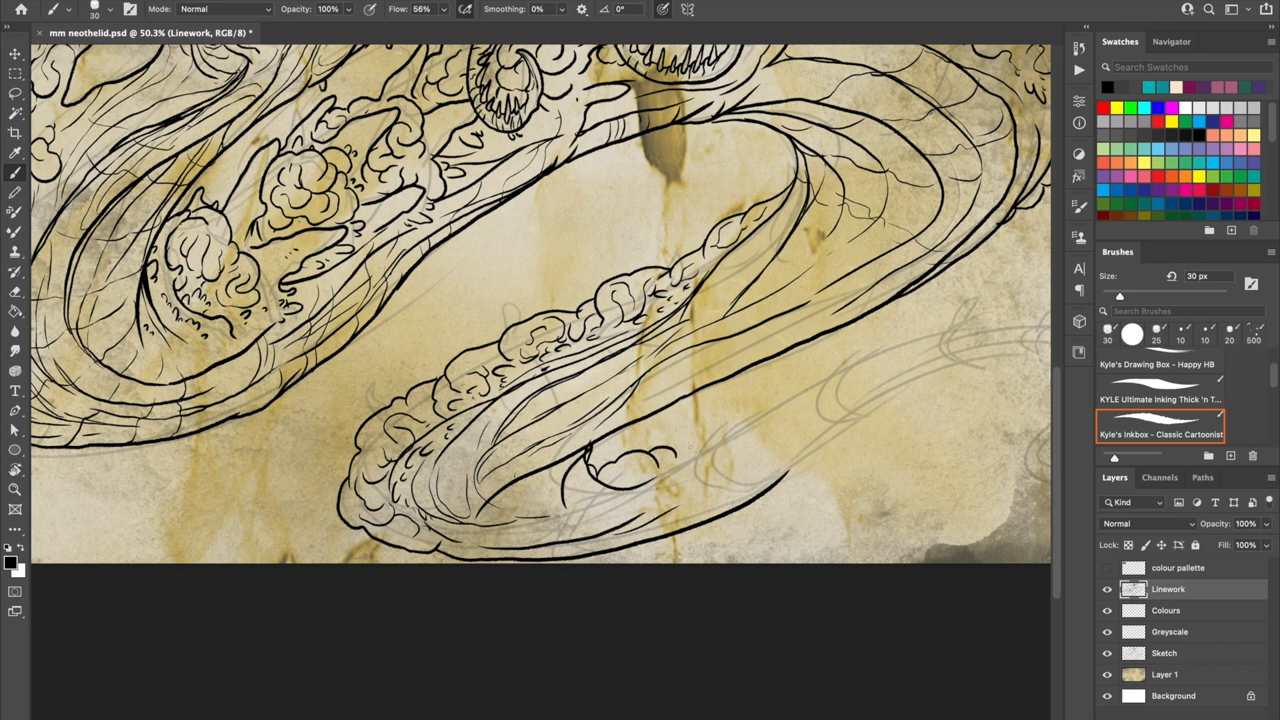 30
Mode: Normal
Opacity: 100%
Flow: 56%
Smoothing: 0%
0°
mm neothelid.psd @ 50.3% (Linework, RGB/8) *
Swatches
Navigator
Search Swatches
Brushes
Size:
30 px
Search Brushes
30
25
10
10
20
500
Kyle's Drawing Box - Happy HB
KYLE Ultimate Inking Thick 'n T...
Kyle's Inkbox - Classic Cartoonist
Layers
Channels
Paths
Kind
Normal
Opacity: 100%
Lock:
Fill: 100%
colour pallette
Linework
Colours
Greyscale
Sketch
Layer 1
Background